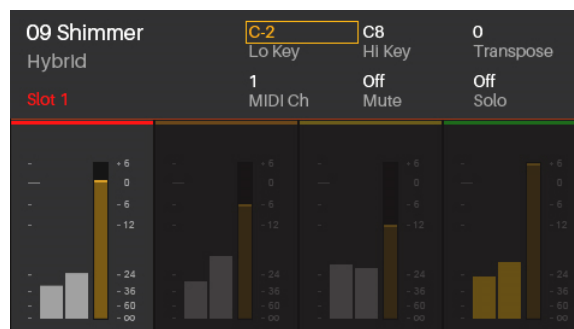 09 Shimmer
Hybrid
Slot 1
C-2
Lo Key
C8
Hi Key
0
Transpose
1
MIDI Ch
Off
Mute
Off
Solo
+6
0
-6
-12
-24
-36
-60
-∞
+6
0
-6
-12
-24
-36
-60
-∞
+6
0
-6
-12
-24
-36
-60
-∞
+6
0
-6
-12
-24
-36
-60
-∞